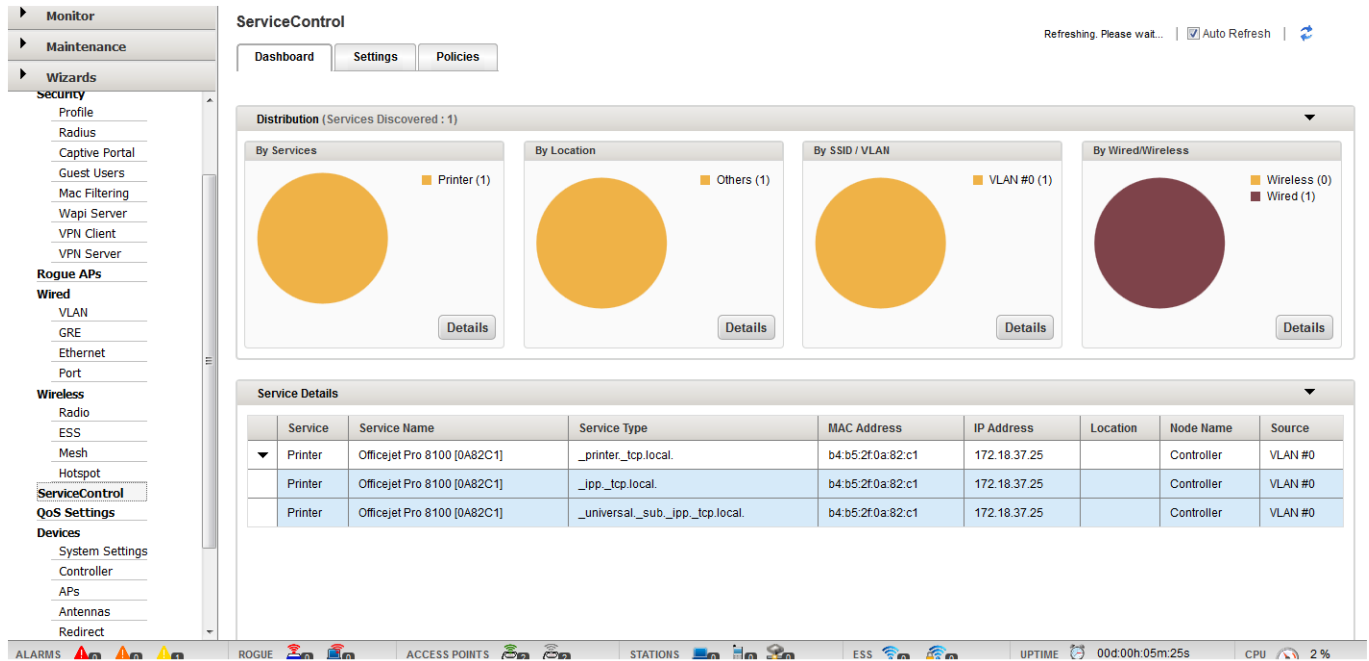 Monitor
Maintenance
Wizards
Security
Profile
Radius
Captive Portal
Guest Users
Mac Filtering
Wapi Server
VPN Client
VPN Server
Rogue APs
Wired
VLAN
GRE
Ethernet
Port
Wireless
Radio
ESS
Mesh
Hotspot
ServiceControl
QoS Settings
Devices
System Settings
Controller
APs
Antennas
Redirect
ServiceControl
Refreshing. Please wait... | Auto Refresh |
Dashboard Settings Policies
Distribution (Services Discovered : 1)
By Services
Printer (1)
Details
By Location
Others (1)
Details
By SSID / VLAN
VLAN #0 (1)
Details
By Wired/Wireless
Wireless (0)
Wired (1)
Details
Service Details
Service Service Name Service Type MAC Address IP Address Location Node Name Source
Printer Officejet Pro 8100 [0A82C1] _printer._tcp.local. b4:b5:2f:0a:82:c1 172.18.37.25 Controller VLAN #0
Printer Officejet Pro 8100 [0A82C1] _ipp._tcp.local. b4:b5:2f:0a:82:c1 172.18.37.25 Controller VLAN #0
Printer Officejet Pro 8100 [0A82C1] _universal._sub._ipp._tcp.local. b4:b5:2f:0a:82:c1 172.18.37.25 Controller VLAN #0
ALARMS ROGUE ACCESS POINTS STATIONS ESS UPTIME 00d:00h:05m:25s CPU 2 %